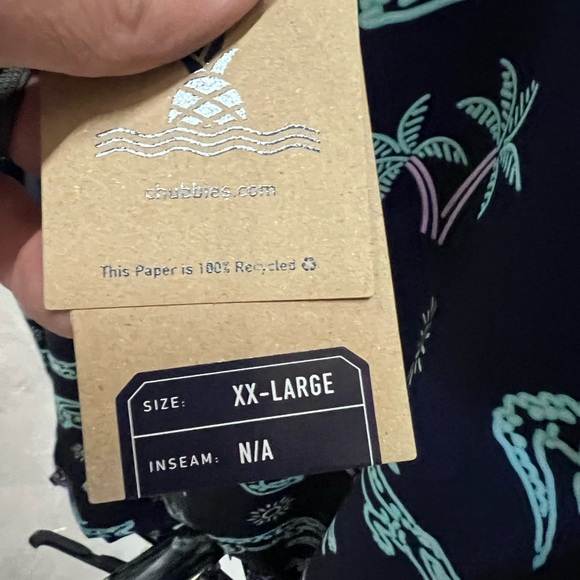 chubbies.com
This Paper is 100% Recycled
SIZE: XX-LARGE
INSEAM: N/A